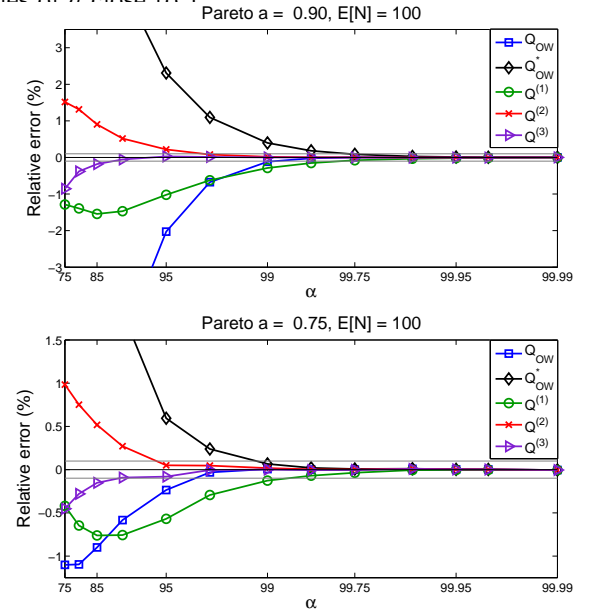 Pareto a = 0.90, E[N] = 100
Relative error (%)
3
2
1
0
−1
−2
−3
75
85
95
99
99.75
99.95
99.99
α
Q_OW
Q*_OW
Q^(1)
Q^(2)
Q^(3)
Pareto a = 0.75, E[N] = 100
Relative error (%)
1.5
1
0.5
0
−0.5
−1
75
85
95
99
99.75
99.95
99.99
α
Q_OW
Q*_OW
Q^(1)
Q^(2)
Q^(3)